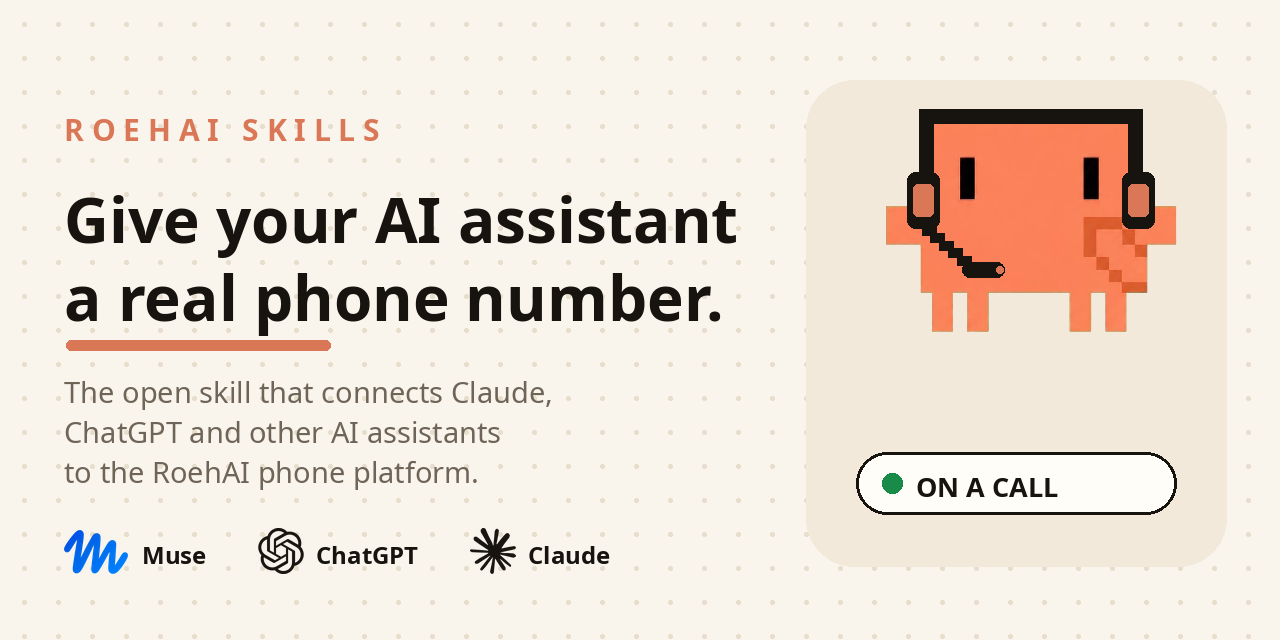 ROEHAI SKILLS
Give your AI assistant
a real phone number.
The open skill that connects Claude,
ChatGPT and other AI assistants
to the RoehAI phone platform.
Muse
ChatGPT
Claude
ON A CALL